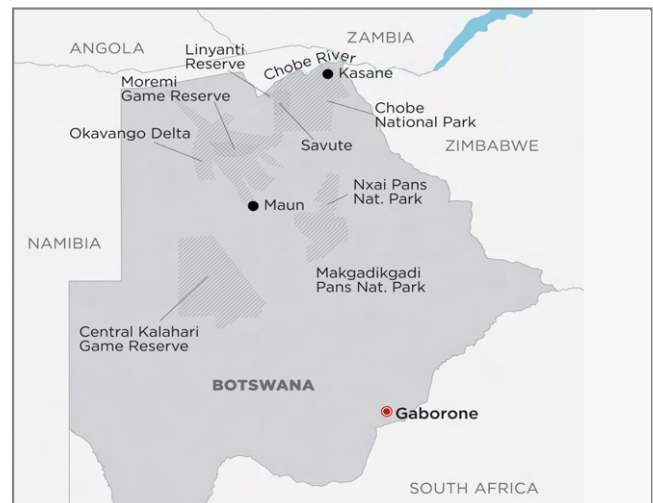 ANGOLA
ZAMBIA
Linyanti
Reserve
Chobe River
Kasane
Moremi
Game Reserve
Chobe
National Park
Okavango Delta
Savute
ZIMBABWE
Nxai Pans
Nat. Park
Maun
NAMIBIA
Makgadikgadi
Pans Nat. Park
Central Kalahari
Game Reserve
BOTSWANA
Gaborone
SOUTH AFRICA